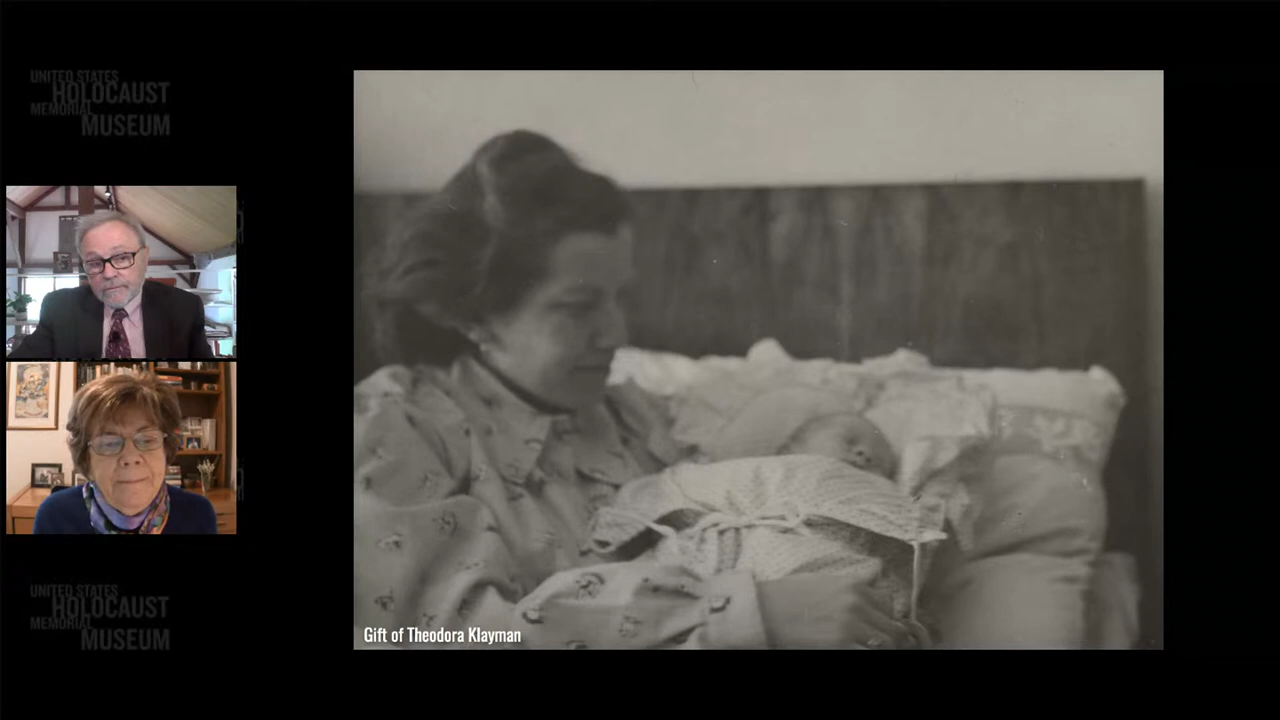 UNITED STATES
HOLOCAUST
MEMORIAL
MUSEUM
Gift of Theodora Klayman
UNITED STATES
HOLOCAUST
MEMORIAL
MUSEUM